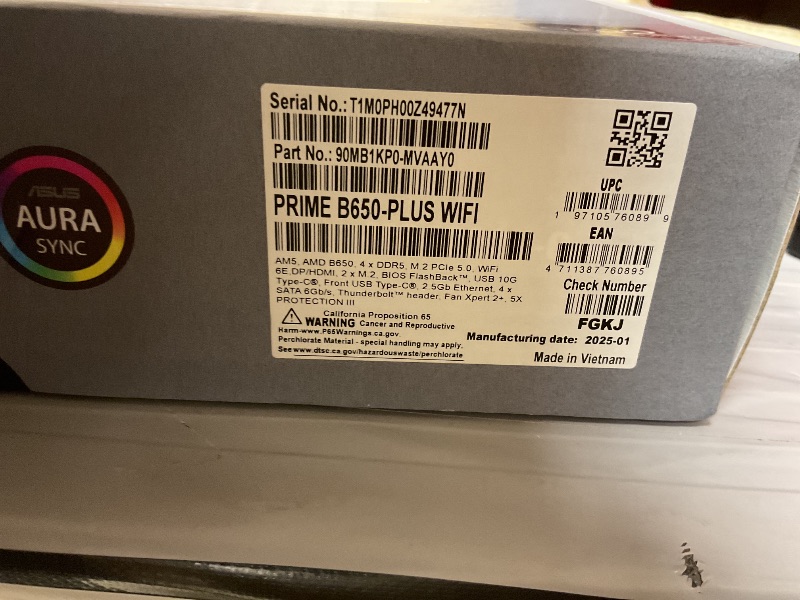 ASUS
AURA
SYNC
Serial No.: T1M0PH00Z49477N
Part No.: 90MB1KP0-MVAAY0
PRIME B650-PLUS WIFI
AM5, AMD B650, 4 x DDR5, M.2 PCIe 5.0, WiFi
6E,DP/HDMI, 2 x M.2, BIOS FlashBack™, USB 10G
Type-C®, Front USB Type-C®, 2.5Gb Ethernet, 4 x
SATA 6Gb/s, Thunderbolt™ header, Fan Xpert 2+, 5X
PROTECTION III
California Proposition 65
WARNING Cancer and Reproductive
Harm-www.P65Warnings.ca.gov
Perchlorate Material - special handling may apply.
See www.dtsc.ca.gov/hazardouswaste/perchlorate
UPC
1 97105 76089 9
EAN
4 711387 760895
Check Number
FGKJ
Manufacturing date: 2025-01
Made in Vietnam